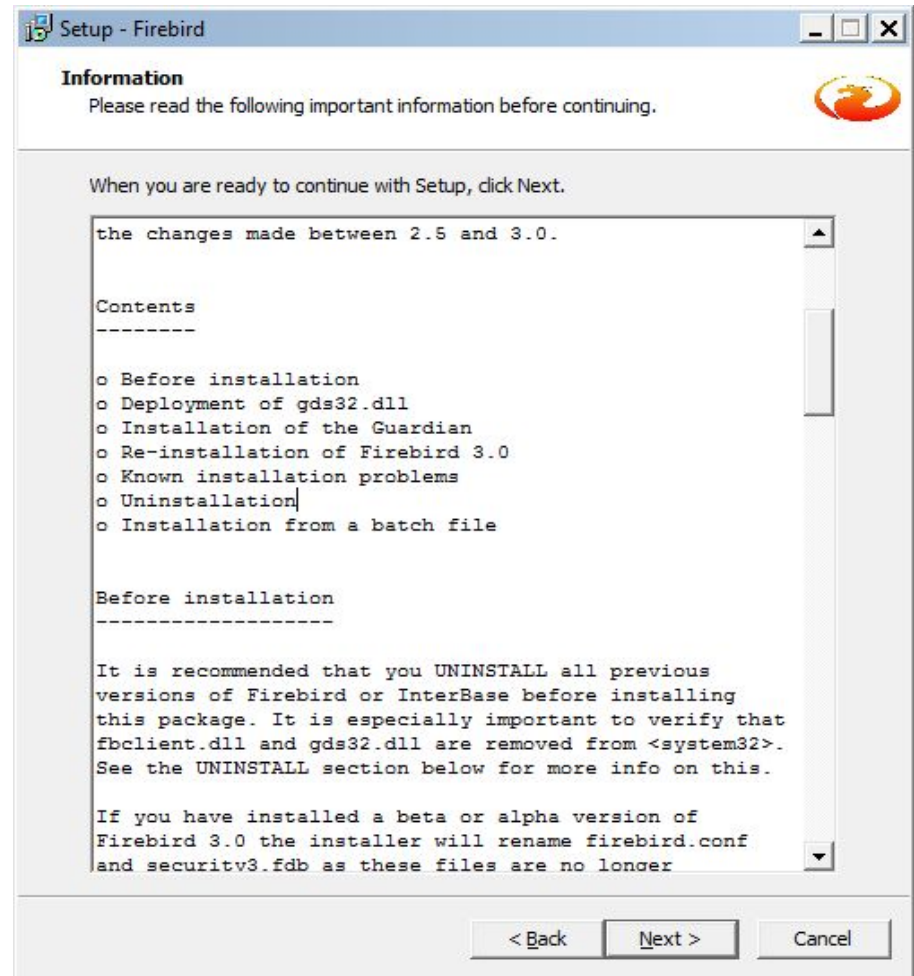 Setup - Firebird
Information
Please read the following important information before continuing.
When you are ready to continue with Setup, click Next.
the changes made between 2.5 and 3.0.
Contents
--------
o Before installation
o Deployment of gds32.dll
o Installation of the Guardian
o Re-installation of Firebird 3.0
o Known installation problems
o Uninstallation
o Installation from a batch file
Before installation
-------------------
It is recommended that you UNINSTALL all previous
versions of Firebird or InterBase before installing
this package. It is especially important to verify that
fbclient.dll and gds32.dll are removed from <system32>.
See the UNINSTALL section below for more info on this.
If you have installed a beta or alpha version of
Firebird 3.0 the installer will rename firebird.conf
and security3.fdb as these files are no longer
< Back
Next >
Cancel